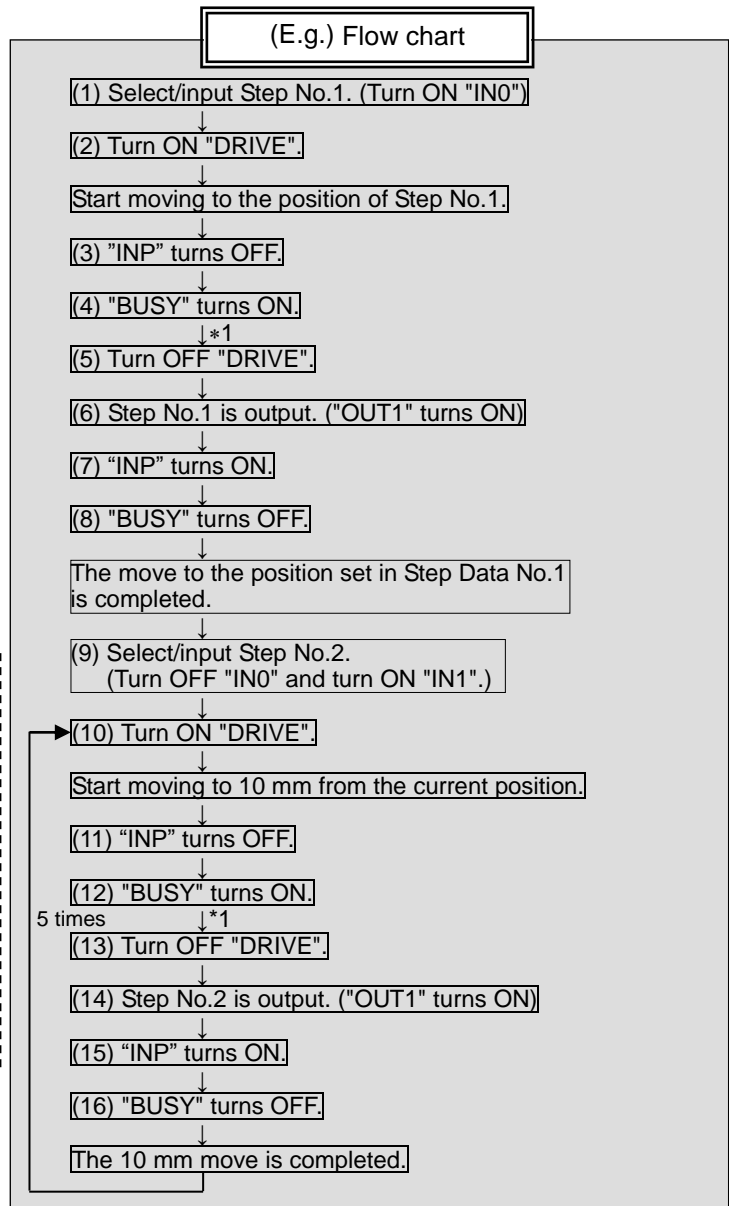 (E.g.) Flow chart
(1) Select/input Step No.1. (Turn ON "IN0")
↓
(2) Turn ON "DRIVE".
↓
Start moving to the position of Step No.1.
↓
(3) ”INP” turns OFF.
↓
(4) "BUSY" turns ON.
↓*1
(5) Turn OFF "DRIVE".
↓
(6) Step No.1 is output. ("OUT1" turns ON)
↓
(7) “INP” turns ON.
↓
(8) "BUSY" turns OFF.
↓
The move to the position set in Step Data No.1
is completed.
↓
(9) Select/input Step No.2.
(Turn OFF "IN0" and turn ON "IN1".)
↓
(10) Turn ON "DRIVE".
↓
Start moving to 10 mm from the current position.
↓
(11) “INP” turns OFF.
↓
(12) "BUSY" turns ON.
5 times ↓*1
(13) Turn OFF "DRIVE".
↓
(14) Step No.2 is output. ("OUT1" turns ON)
↓
(15) “INP” turns ON.
↓
(16) "BUSY" turns OFF.
↓
The 10 mm move is completed.